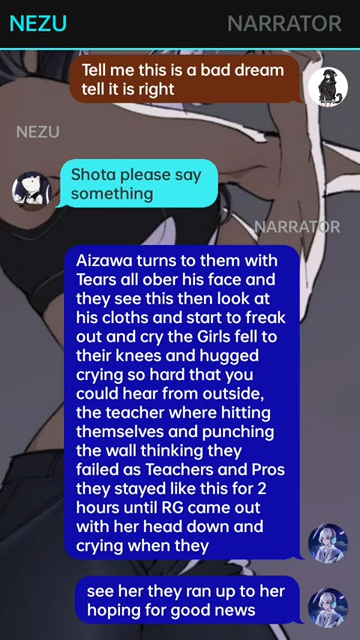 NEZU NARRATOR
Tell me this is a bad dream
tell it is right
NEZU
Shota please say
something
NARRATOR
Aizawa turns to them with
Tears all ober his face and
they see this then look at
his cloths and start to freak
out and cry the Girls fell to
their knees and hugged
crying so hard that you
could hear from outside,
the teacher where hitting
themselves and punching
the wall thinking they
failed as Teachers and Pros
they stayed like this for 2
hours until RG came out
with her head down and
crying when they
see her they ran up to her
hoping for good news